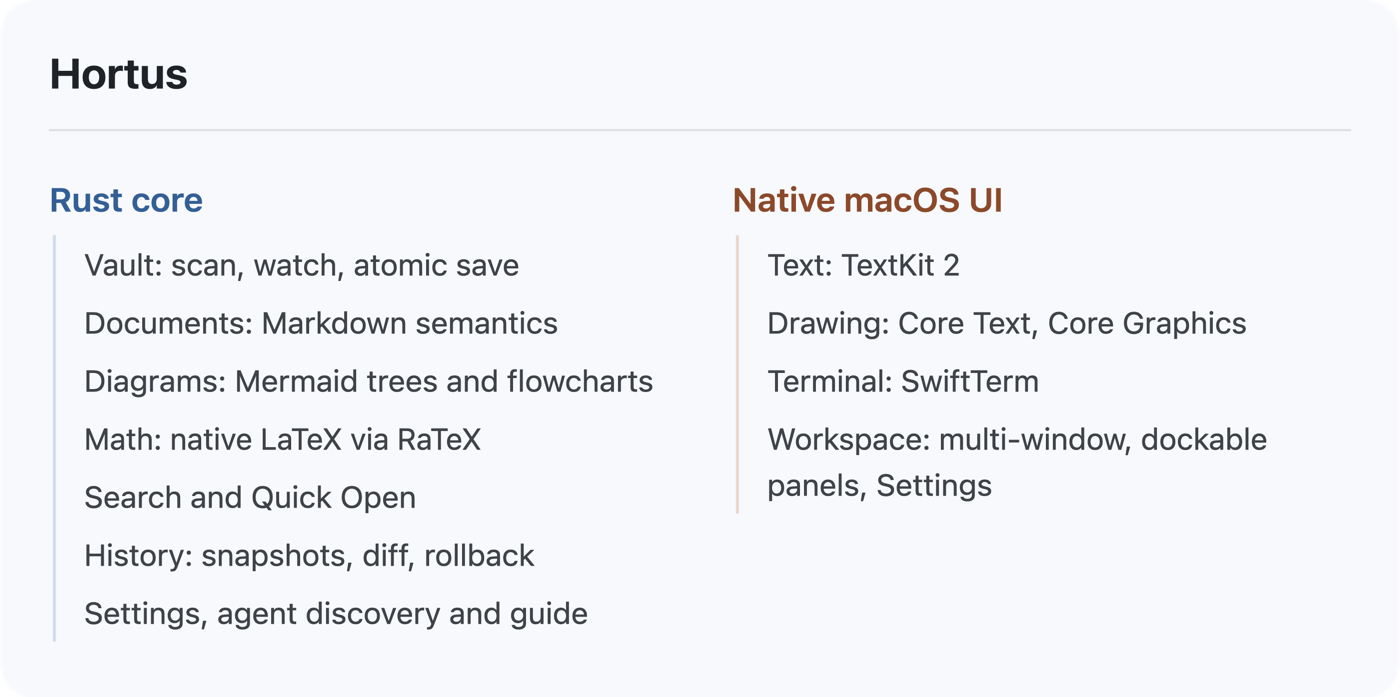 Hortus
Rust core
Vault: scan, watch, atomic save
Documents: Markdown semantics
Diagrams: Mermaid trees and flowcharts
Math: native LaTeX via RaTeX
Search and Quick Open
History: snapshots, diff, rollback
Settings, agent discovery and guide
Native macOS UI
Text: TextKit 2
Drawing: Core Text, Core Graphics
Terminal: SwiftTerm
Workspace: multi-window, dockable
panels, Settings